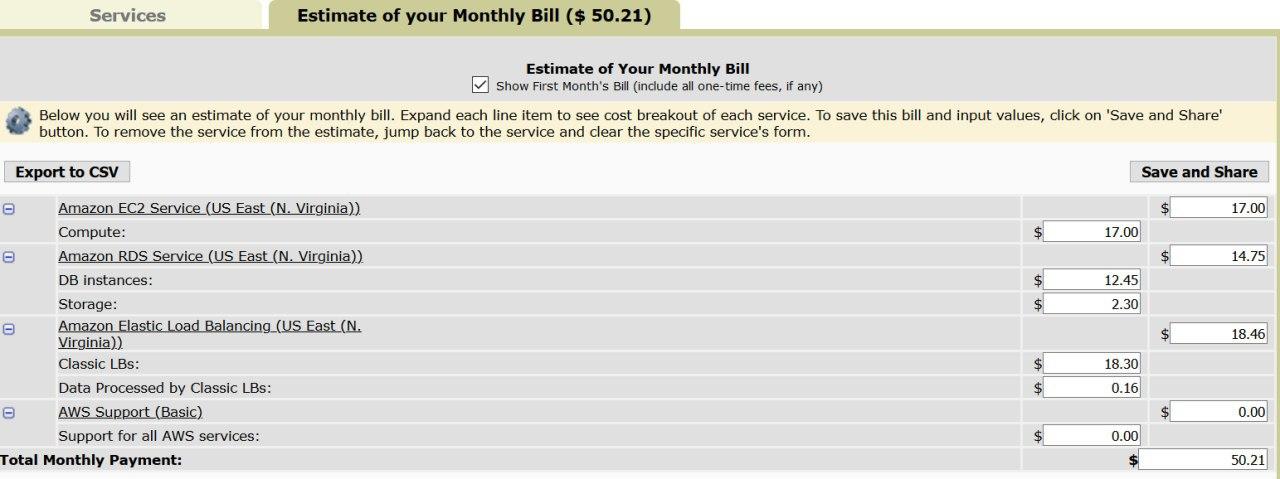 Services
Estimate of your Monthly Bill ($ 50.21)
Estimate of Your Monthly Bill
Show First Month's Bill (include all one-time fees, if any)
Below you will see an estimate of your monthly bill. Expand each line item to see cost breakout of each service. To save this bill and input values, click on 'Save and Share'
button. To remove the service from the estimate, jump back to the service and clear the specific service's form.
Export to CSV
Save and Share
Amazon EC2 Service (US East (N. Virginia)) $ 17.00
Compute: $ 17.00
Amazon RDS Service (US East (N. Virginia)) $ 14.75
DB instances: $ 12.45
Storage: $ 2.30
Amazon Elastic Load Balancing (US East (N.
Virginia)) $ 18.46
Classic LBs: $ 18.30
Data Processed by Classic LBs: $ 0.16
AWS Support (Basic) $ 0.00
Support for all AWS services: $ 0.00
Total Monthly Payment: $ 50.21